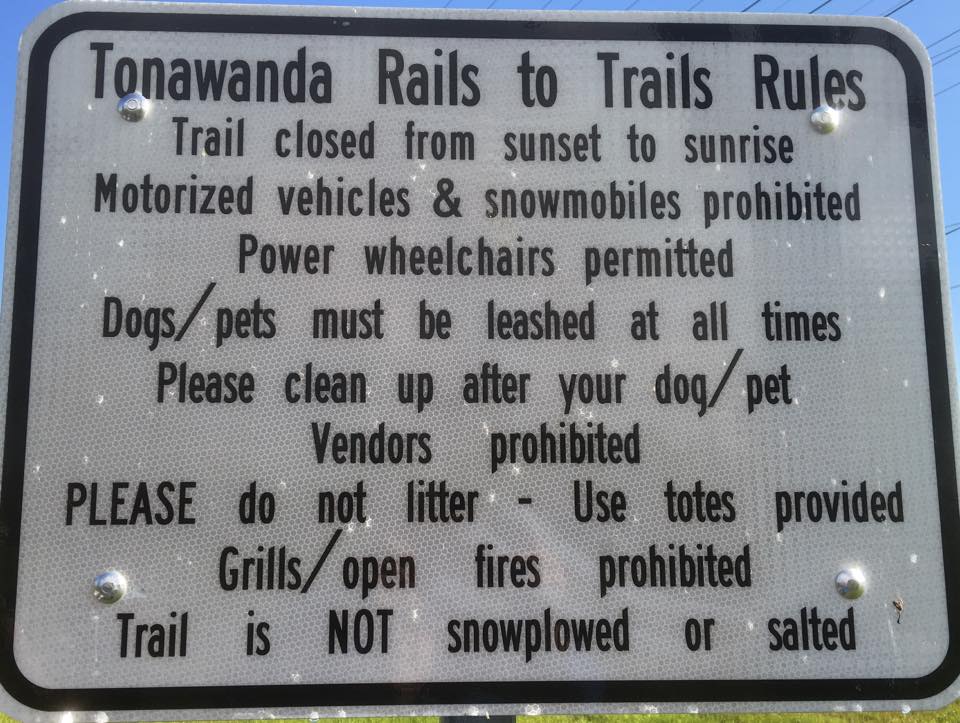 Tonawanda Rails to Trails Rules
Trail closed from sunset to sunrise
Motorized vehicles & snowmobiles prohibited
Power wheelchairs permitted
Dogs/pets must be leashed at all times
Please clean up after your dog/pet
Vendors prohibited
PLEASE do not litter - Use totes provided
Grills/open fires prohibited
Trail is NOT snowplowed or salted